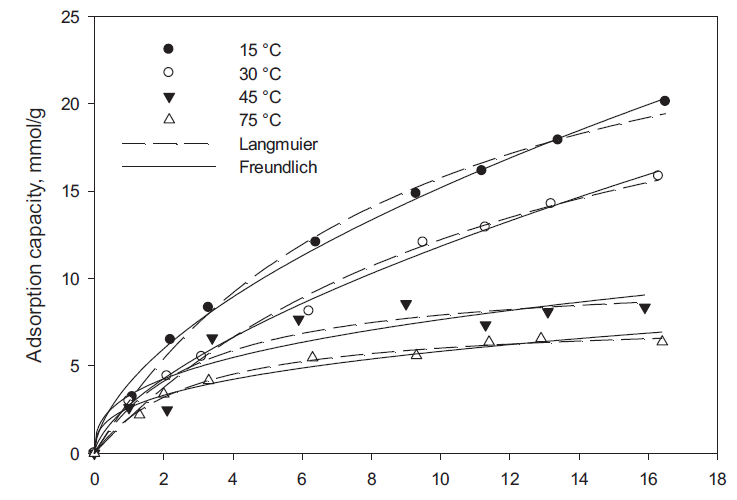 25
20
15
10
5
0
Adsorption capacity, mmol/g
15 °C
30 °C
45 °C
75 °C
Langmuier
Freundlich
0 2 4 6 8 10 12 14 16 18